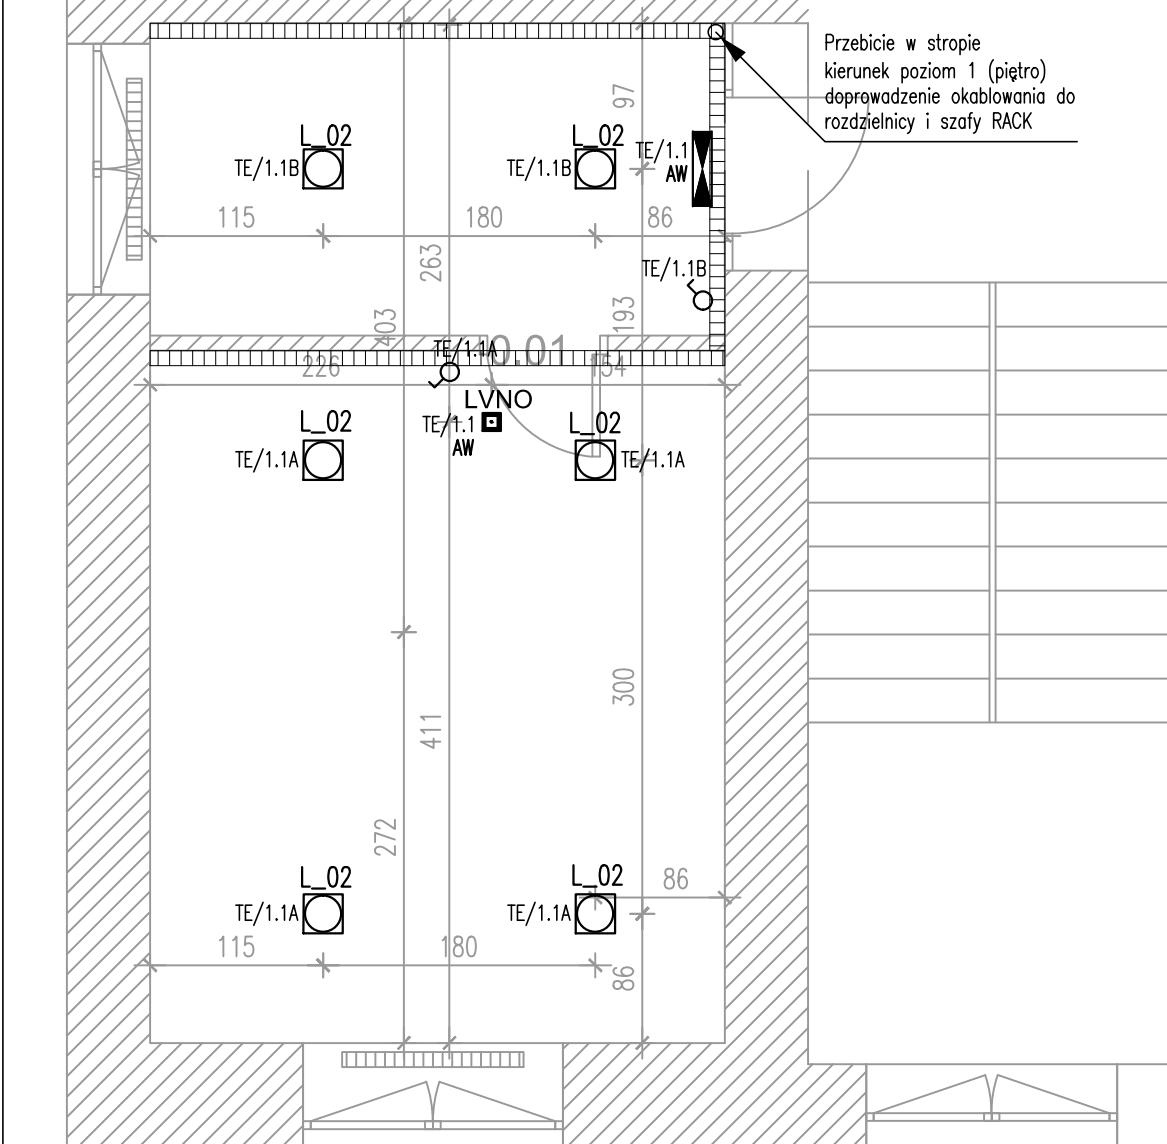 Przebicie w stropie
kierunek poziom 1 (piętro)
doprowadzenie okablowania do
rozdzielnicy i szafy RACK
97
L_02
TE/1.1B
L_02
TE/1.1B
TE/1.1
AW
115
180
86
263
TE/1.1B
193
403
TE/1.1A
0.01
226
154
LVNO
TE/1.1
AW
L_02
TE/1.1A
L_02
TE/1.1A
300
411
272
L_02
TE/1.1A
L_02
TE/1.1A
86
115
180
86